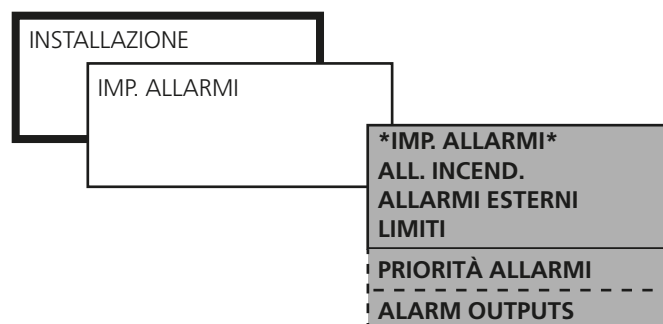 INSTALLAZIONE
IMP. ALLARMI
*IMP. ALLARMI*
ALL. INCEND.
ALLARMI ESTERNI
LIMITI
PRIORITÀ ALLARMI
ALARM OUTPUTS